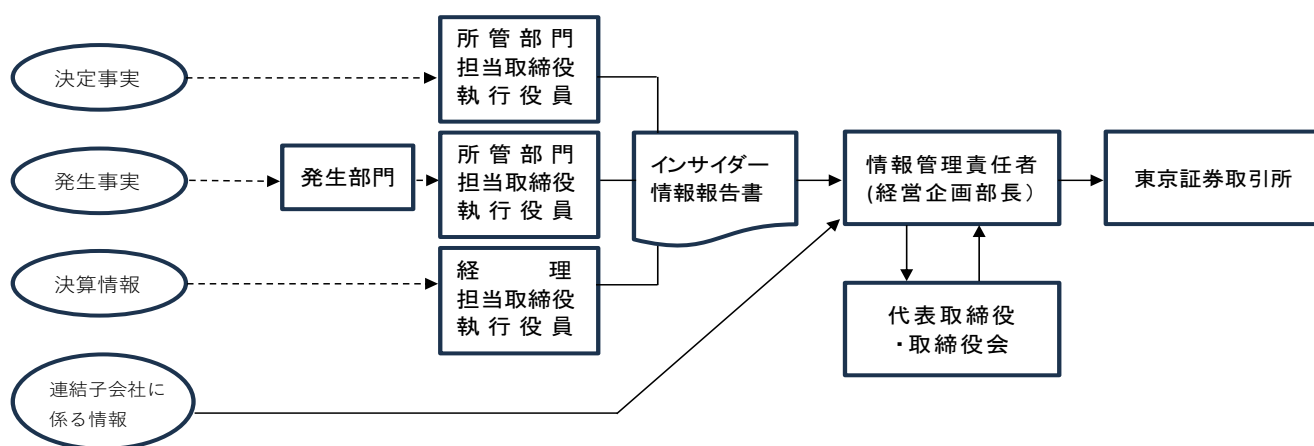 決定事実
所管部門
担当取締役
執行役員
発生事実
発生部門
所管部門
担当取締役
執行役員
インサイダー
情報報告書
情報管理責任者
(経営企画部長）
東京証券取引所
決算情報
経　　理
担当取締役
執行役員
代表取締役
・取締役会
連結子会社に
係る情報